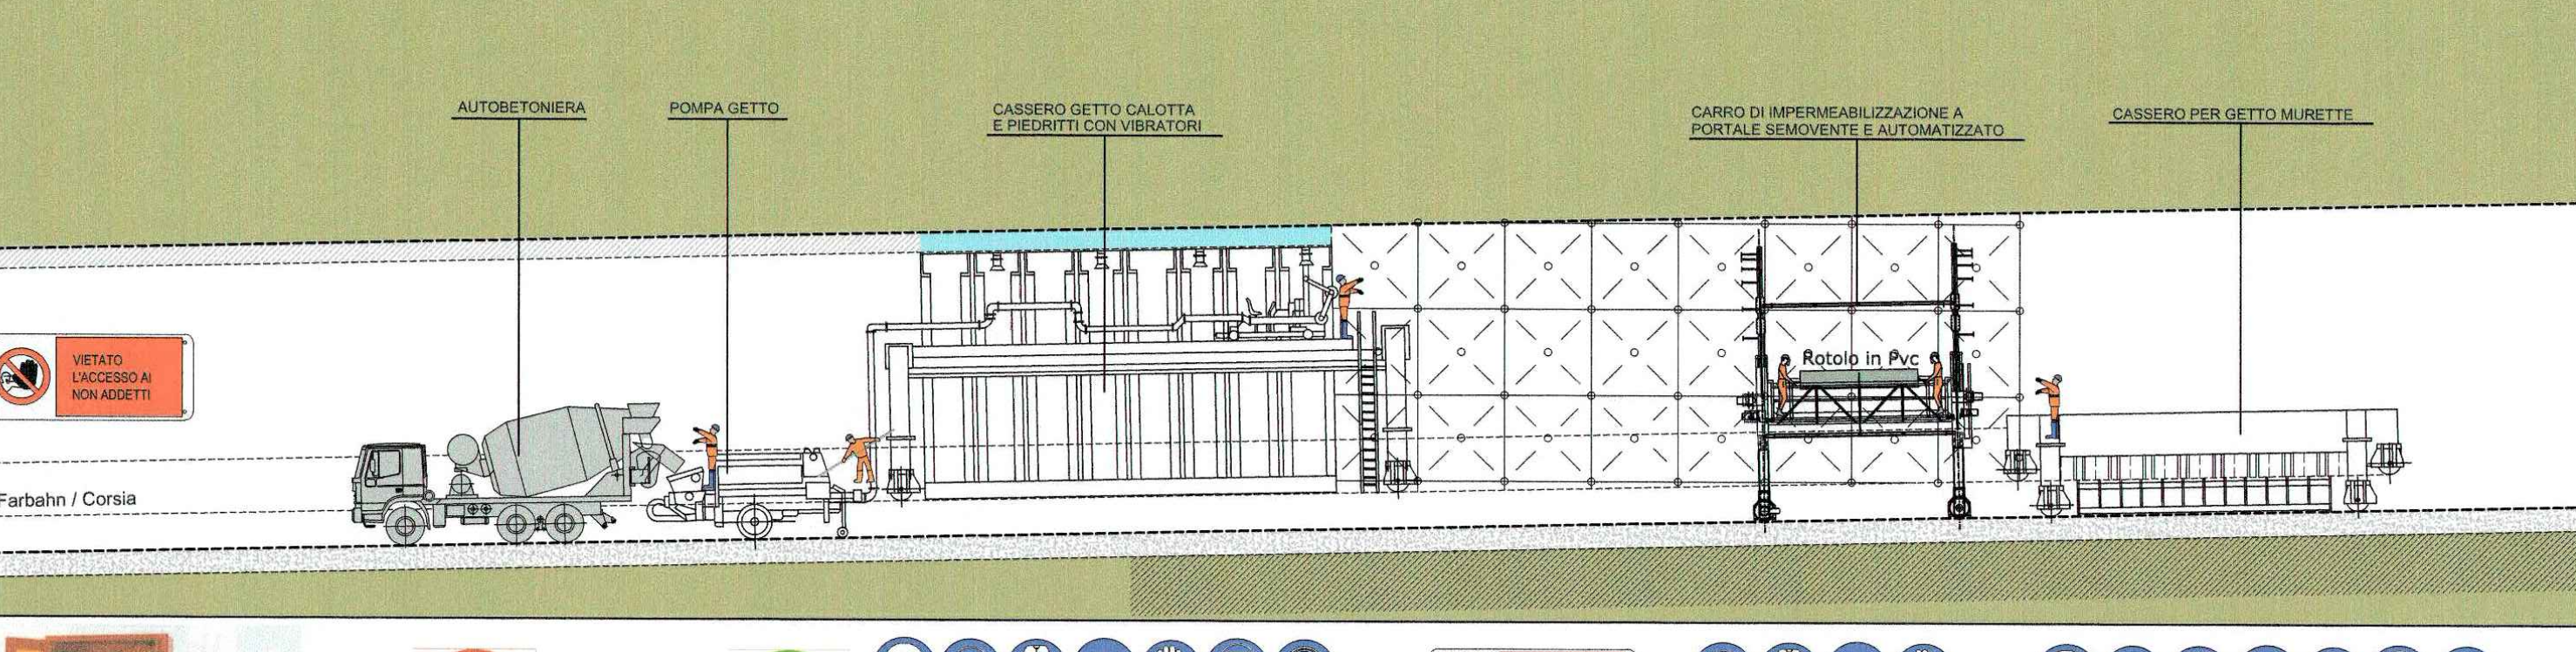 AUTOBETONIERA
POMPA GETTO
CASSERO GETTO CALOTTA
E PIEDRITTI CON VIBRATORI
CARRO DI IMPERMEABILIZZAZIONE A
PORTALE SEMOVENTE E AUTOMATIZZATO
CASSERO PER GETTO MURETTE
VIETATO
L'ACCESSO AI
NON ADDETTI
Rotolo in Pvc
Farbahn / Corsia